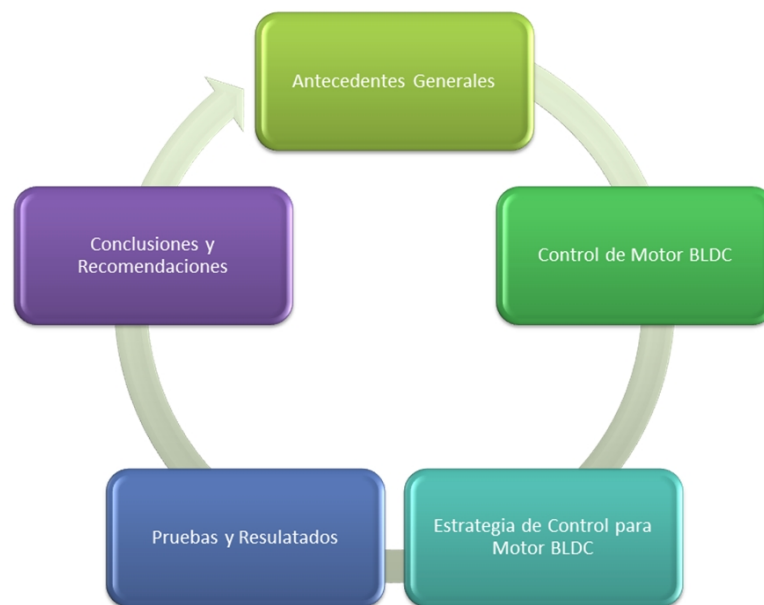 Antecedentes Generales
Control de Motor BLDC
Estrategia de Control para
Motor BLDC
Pruebas y Resulatados
Conclusiones y
Recomendaciones